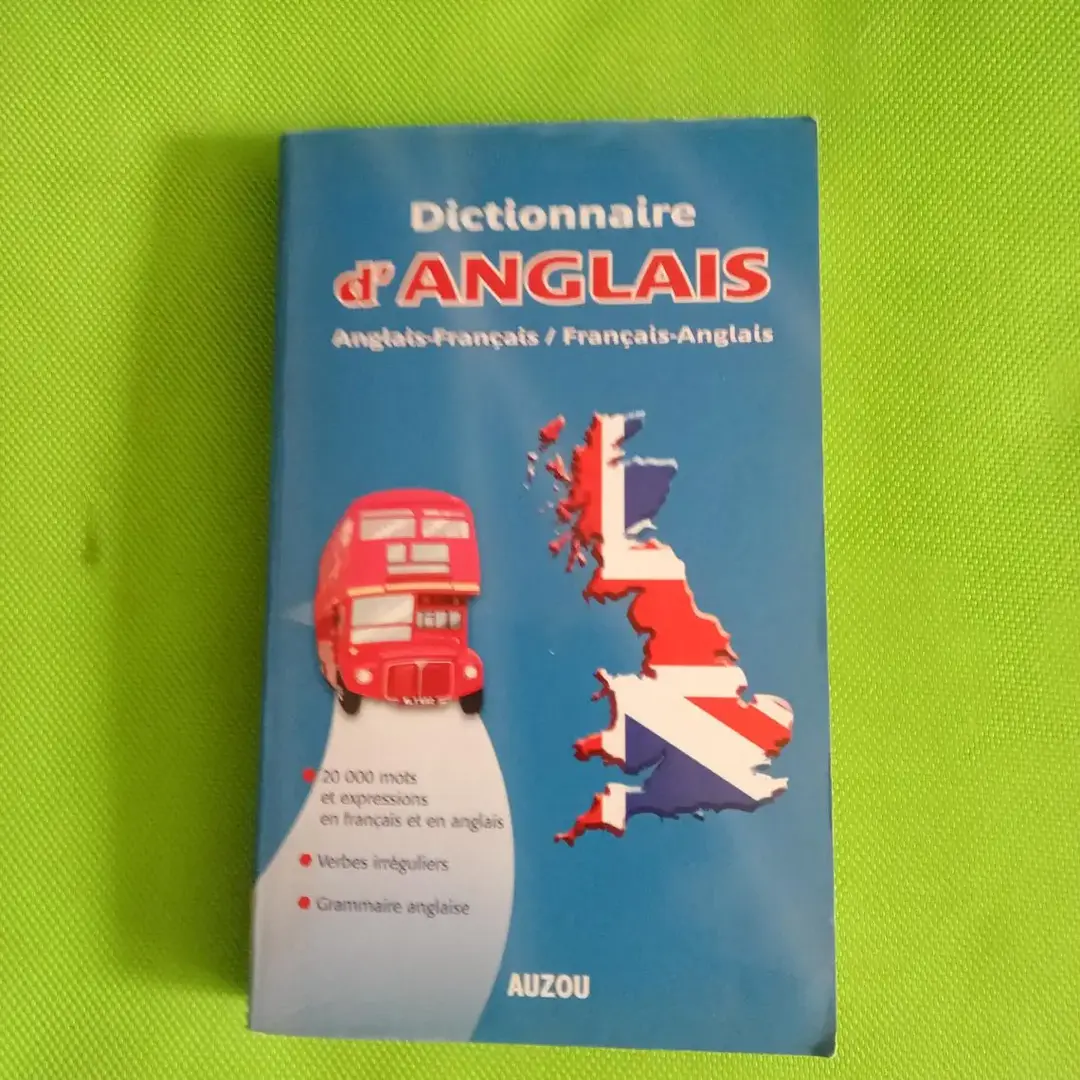 Dictionnaire
d'ANGLAIS
Anglais-Français / Français-Anglais
20 000 mots
et expressions
en français et en anglais
Verbes irréguliers
Grammaire anglaise
AUZOU